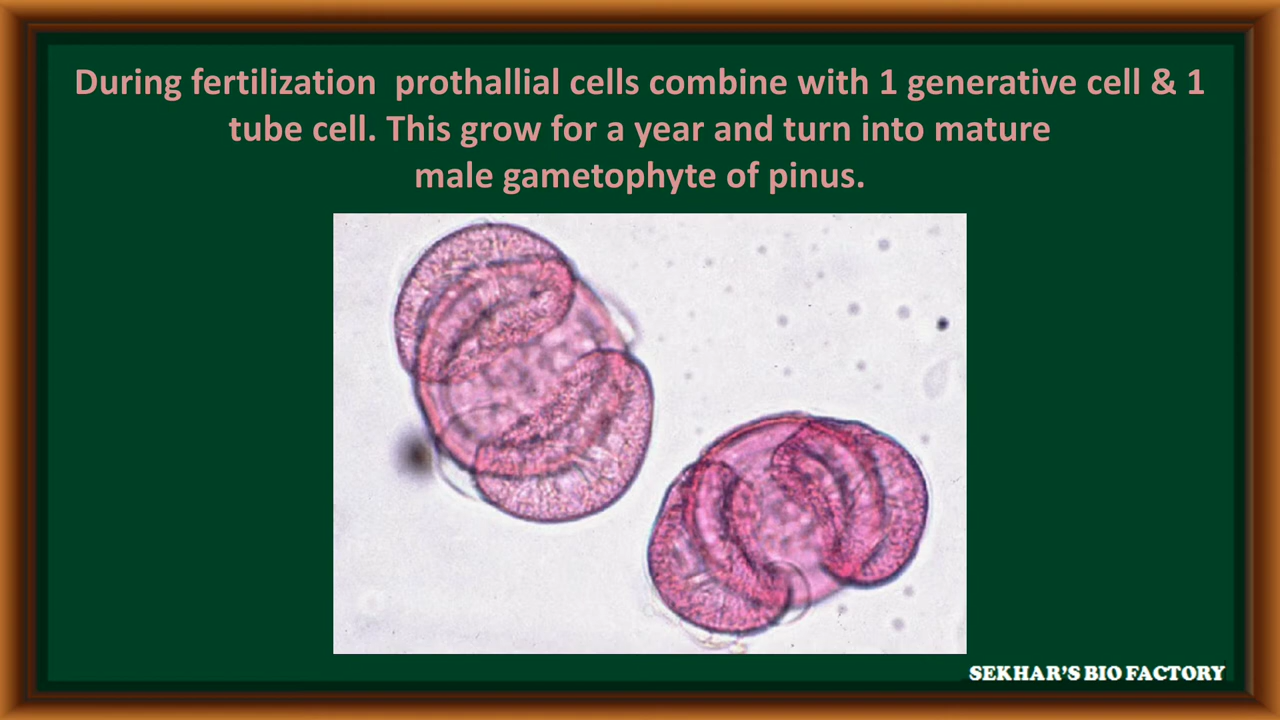 During fertilization  prothallial cells combine with 1 generative cell & 1
tube cell. This grow for a year and turn into mature
male gametophyte of pinus.
SEKHAR'S BIO FACTORY